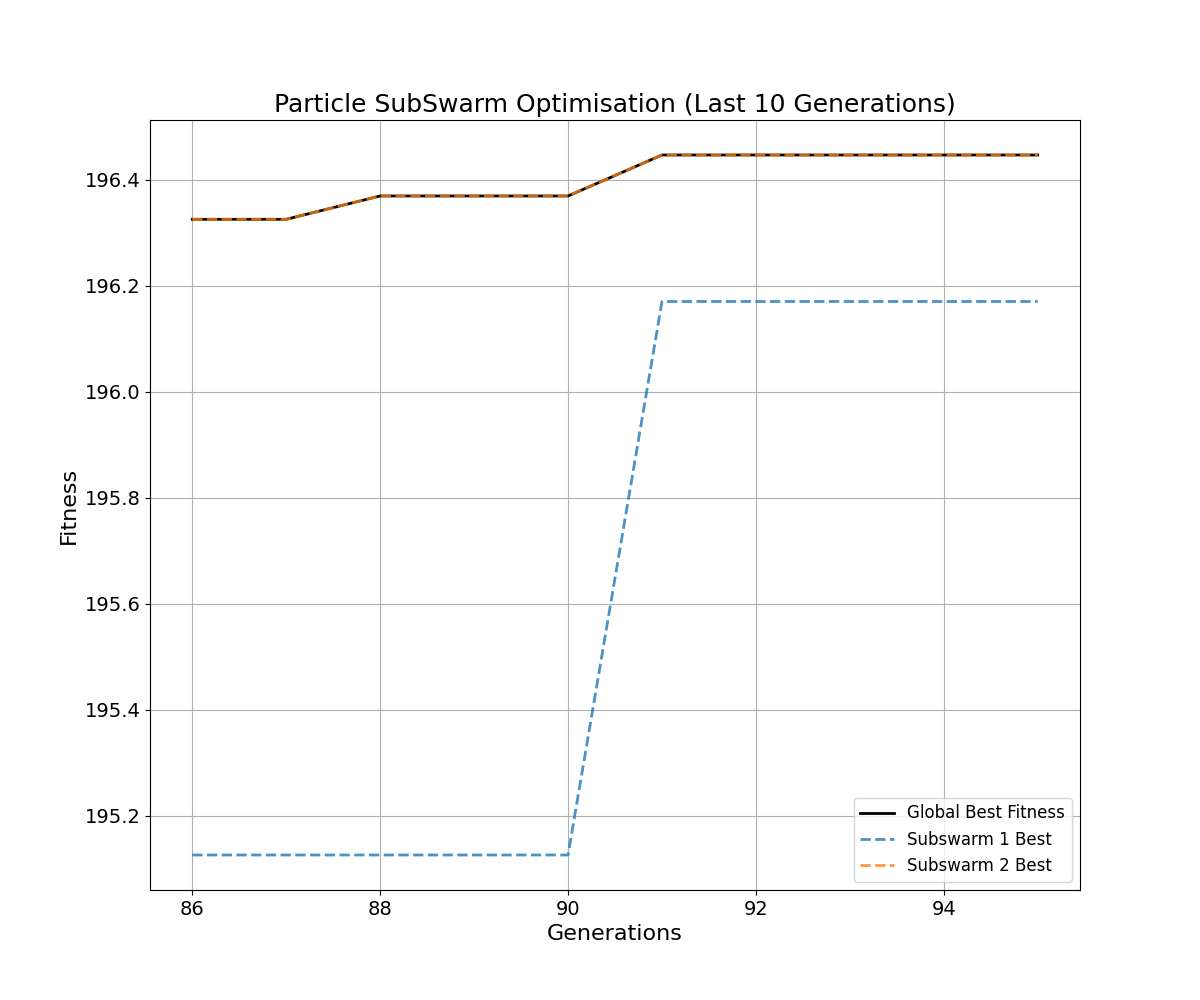 Particle SubSwarm Optimisation (Last 10 Generations)
Fitness
196.4
196.2
196.0
195.8
195.6
195.4
195.2
Global Best Fitness
Subswarm 1 Best
Subswarm 2 Best
86 88 90 92 94
Generations